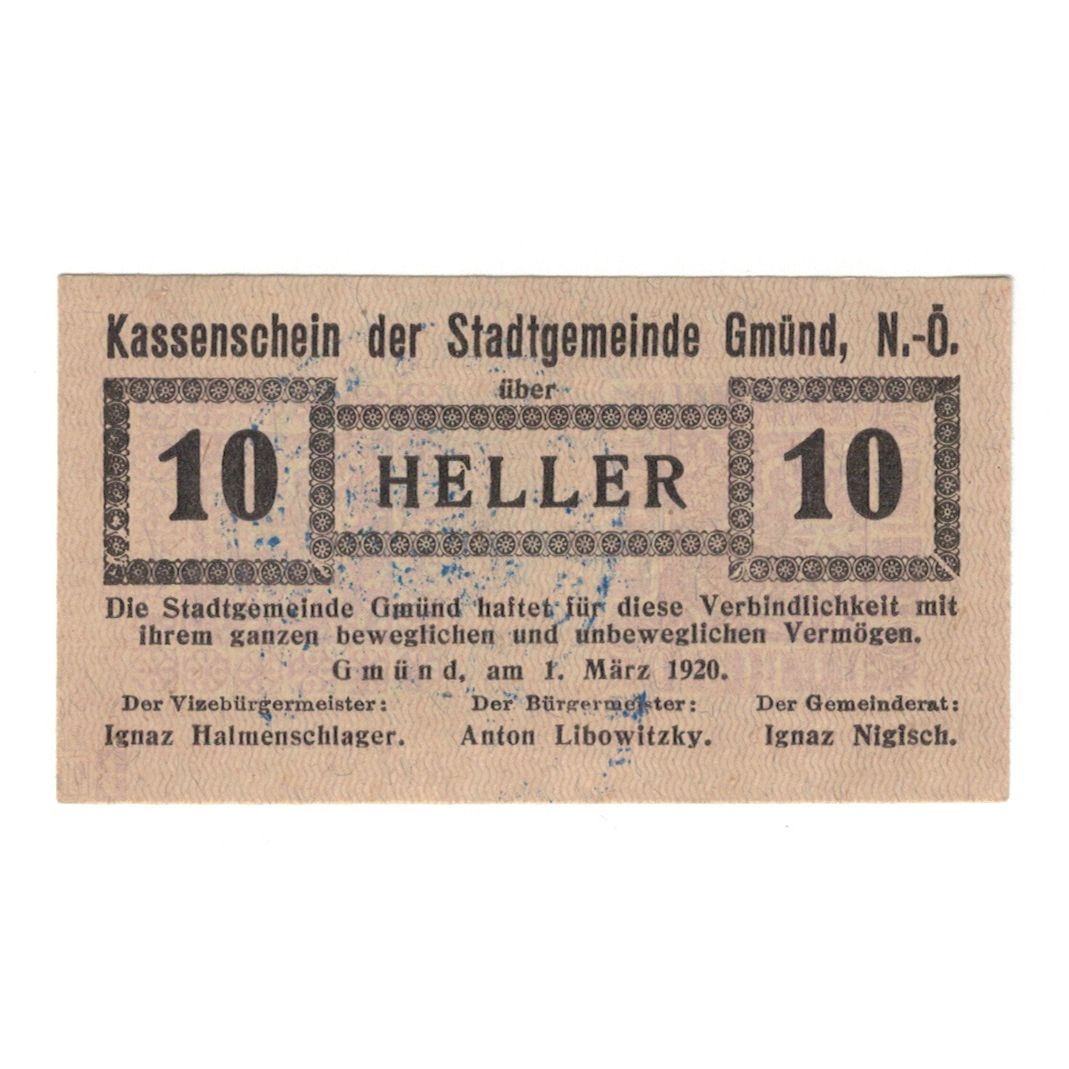 Kassenschein der Stadtgemeinde Gmünd, N.-Ö.
über
10 HELLER 10
Die Stadtgemeinde Gmünd haftet für diese Verbindlichkeit mit
ihrem ganzen beweglichen und unbeweglichen Vermögen.
Gmünd, am 1. März 1920.
Der Vizebürgermeister: Der Bürgermeister: Der Gemeinderat:
Ignaz Halmenschlager. Anton Libowitzky. Ignaz Nigisch.